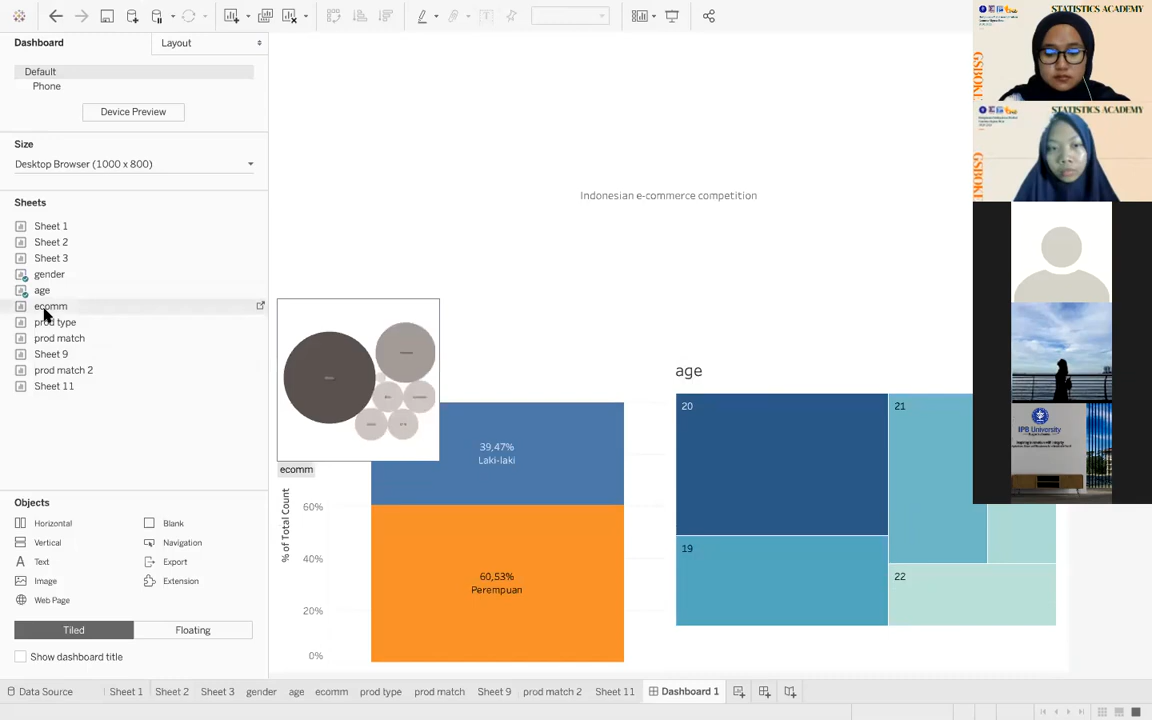 Dashboard
Layout
Default
Phone
Device Preview
Size
Desktop Browser (1000 x 800)
Sheets
Sheet 1
Sheet 2
Sheet 3
gender
age
ecomm
prod type
prod match
Sheet 9
prod match 2
Sheet 11
Objects
Horizontal
Blank
Vertical
Navigation
Text
Export
Image
Extension
Web Page
Tiled
Floating
Show dashboard title
Indonesian e-commerce competition
ecomm
% of Total Count
60%
40%
20%
0%
39,47%
Laki-laki
60,53%
Perempuan
age
20
21
19
22
STATISTICS ACADEMY
GSBOKE
STATISTICS ACADEMY
GSBOKE
IPB University
Data Source
Sheet 1
Sheet 2
Sheet 3
gender
age
ecomm
prod type
prod match
Sheet 9
prod match 2
Sheet 11
Dashboard 1